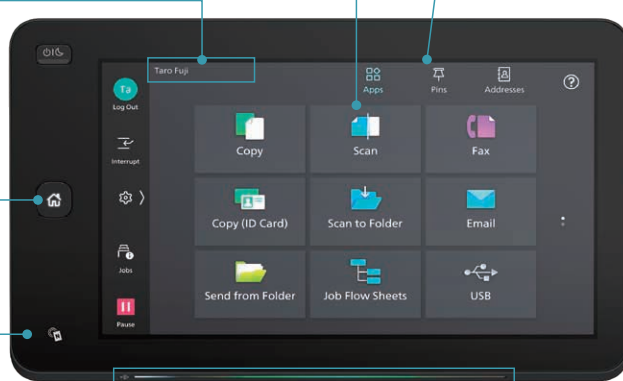 Taro Fuji
Apps
Pins
Addresses
?
Ta
Log Out
Interrupt
Jobs
Pause
Copy
Scan
Fax
Copy (ID Card)
Scan to Folder
Email
Send from Folder
Job Flow Sheets
USB